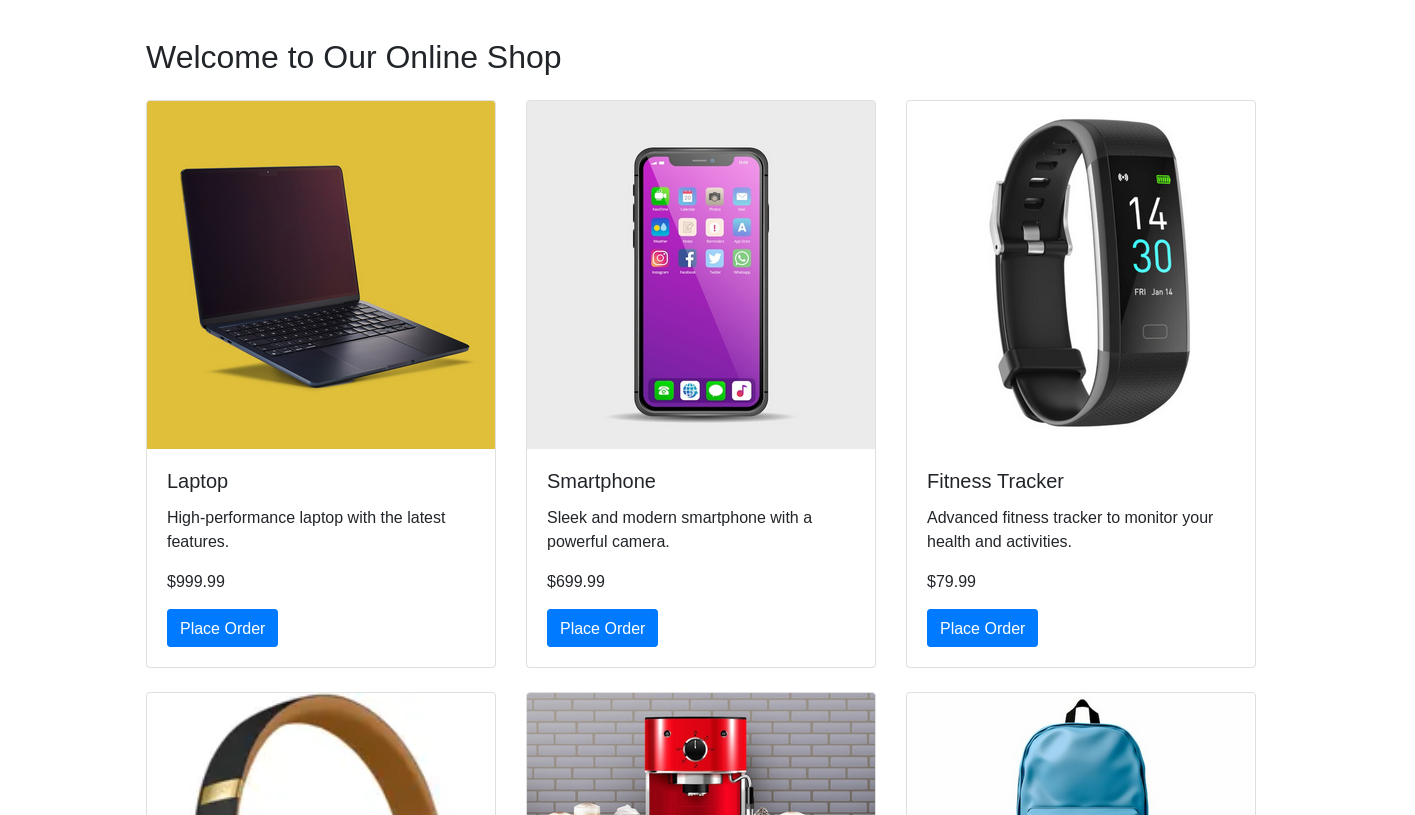 Welcome to Our Online Shop
14
30
FRI Jan 14
Laptop
High-performance laptop with the latest
features.
$999.99
Place Order
Smartphone
Sleek and modern smartphone with a
powerful camera.
$699.99
Place Order
Fitness Tracker
Advanced fitness tracker to monitor your
health and activities.
$79.99
Place Order